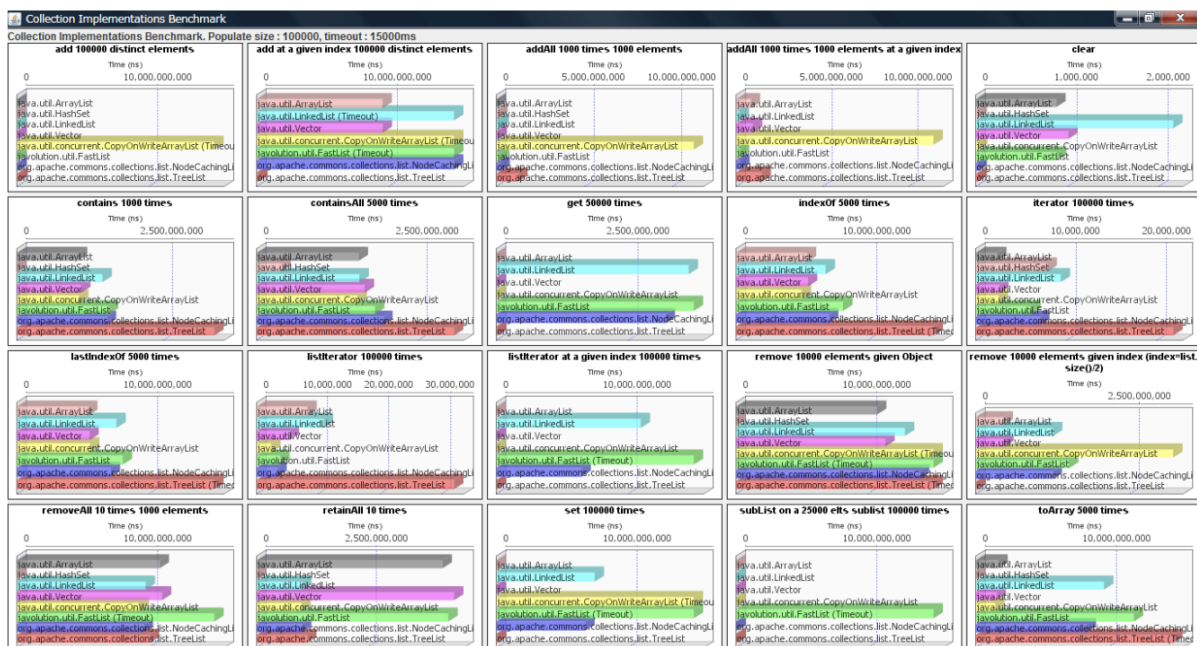 Collection Implementations Benchmark
Collection Implementations Benchmark. Populate size : 100000, timeout : 15000ms
add 100000 distinct elements
Time (ns)
0 10,000,000,000
java.util.ArrayList
java.util.HashSet
java.util.LinkedList
java.util.Vector
java.util.concurrent.CopyOnWriteArrayList (Timeou
javolution.util.FastList
org.apache.commons.collections.list.NodeCachingLi
org.apache.commons.collections.list.TreeList
add at a given index 100000 distinct elements
Time (ns)
0 10,000,000,000
java.util.ArrayList
java.util.LinkedList (Timeout)
java.util.Vector
java.util.concurrent.CopyOnWriteArrayList (Timeou
javolution.util.FastList (Timeout)
org.apache.commons.collections.list.NodeCachingLi
org.apache.commons.collections.list.TreeList
addAll 1000 times 1000 elements
Time (ns)
0 5,000,000,000 10,000,000,000
java.util.ArrayList
java.util.HashSet
java.util.LinkedList
java.util.Vector
java.util.concurrent.CopyOnWriteArrayList
javolution.util.FastList
org.apache.commons.collections.list.NodeCachingLi
org.apache.commons.collections.list.TreeList
addAll 1000 times 1000 elements at a given index
Time (ns)
0 5,000,000,000 10,000,000,000
java.util.ArrayList
java.util.LinkedList
java.util.Vector
java.util.concurrent.CopyOnWriteArrayList
javolution.util.FastList
org.apache.commons.collections.list.NodeCachingLi
org.apache.commons.collections.list.TreeList
clear
Time (ns)
0 1,000,000 2,000,000
java.util.ArrayList
java.util.HashSet
java.util.LinkedList
java.util.Vector
java.util.concurrent.CopyOnWriteArrayList
javolution.util.FastList
org.apache.commons.collections.list.NodeCachingLi
org.apache.commons.collections.list.TreeList
contains 1000 times
Time (ns)
0 2,500,000,000
java.util.ArrayList
java.util.HashSet
java.util.LinkedList
java.util.Vector
java.util.concurrent.CopyOnWriteArrayList
javolution.util.FastList
org.apache.commons.collections.list.NodeCachingLi
org.apache.commons.collections.list.TreeList
containsAll 5000 times
Time (ns)
0 2,500,000,000
java.util.ArrayList
java.util.HashSet
java.util.LinkedList
java.util.Vector
java.util.concurrent.CopyOnWriteArrayList
javolution.util.FastList
org.apache.commons.collections.list.NodeCachingLi
org.apache.commons.collections.list.TreeList
get 50000 times
Time (ns)
0 2,500,000,000
java.util.ArrayList
java.util.LinkedList
java.util.Vector
java.util.concurrent.CopyOnWriteArrayList
javolution.util.FastList
org.apache.commons.collections.list.NodeCachingLi
org.apache.commons.collections.list.TreeList
indexOf 5000 times
Time (ns)
0 10,000,000,000
java.util.ArrayList
java.util.LinkedList
java.util.Vector
java.util.concurrent.CopyOnWriteArrayList
javolution.util.FastList
org.apache.commons.collections.list.NodeCachingLi
org.apache.commons.collections.list.TreeList (Timec
iterator 100000 times
Time (ns)
0 10,000,000 20,000,000
java.util.ArrayList
java.util.HashSet
java.util.LinkedList
java.util.Vector
java.util.concurrent.CopyOnWriteArrayList
javolution.util.FastList
org.apache.commons.collections.list.NodeCachingLi
org.apache.commons.collections.list.TreeList
lastIndexOf 5000 times
Time (ns)
0 10,000,000,000
java.util.ArrayList
java.util.LinkedList
java.util.Vector
java.util.concurrent.CopyOnWriteArrayList
javolution.util.FastList
org.apache.commons.collections.list.NodeCachingLi
org.apache.commons.collections.list.TreeList (Timec
listIterator 100000 times
Time (ns)
0 10,000,000 20,000,000 30,000,000
java.util.ArrayList
java.util.LinkedList
java.util.Vector
java.util.concurrent.CopyOnWriteArrayList
javolution.util.FastList
org.apache.commons.collections.list.NodeCachingLi
org.apache.commons.collections.list.TreeList
listIterator at a given index 100000 times
Time (ns)
0 10,000,000,000
java.util.ArrayList
java.util.LinkedList
java.util.Vector
java.util.concurrent.CopyOnWriteArrayList
javolution.util.FastList (Timeout)
org.apache.commons.collections.list.NodeCachingLi
org.apache.commons.collections.list.TreeList
remove 10000 elements given Object
Time (ns)
0 10,000,000,000
java.util.ArrayList
java.util.HashSet
java.util.LinkedList
java.util.Vector
java.util.concurrent.CopyOnWriteArrayList (Timeou
javolution.util.FastList (Timeout)
org.apache.commons.collections.list.NodeCachingLi
org.apache.commons.collections.list.TreeList (Timec
remove 10000 elements given index (index=list.
size()/2)
Time (ns)
0 2,500,000,000
java.util.ArrayList
java.util.LinkedList
java.util.Vector
java.util.concurrent.CopyOnWriteArrayList
javolution.util.FastList
org.apache.commons.collections.list.NodeCachingLi
org.apache.commons.collections.list.TreeList
removeAll 10 times 1000 elements
Time (ns)
0 10,000,000,000
java.util.ArrayList
java.util.HashSet
java.util.LinkedList
java.util.Vector
java.util.concurrent.CopyOnWriteArrayList
javolution.util.FastList (Timeout)
org.apache.commons.collections.list.NodeCachingLi
org.apache.commons.collections.list.TreeList
retainAll 10 times
Time (ns)
0 2,500,000,000
java.util.ArrayList
java.util.HashSet
java.util.LinkedList
java.util.Vector
java.util.concurrent.CopyOnWriteArrayList
javolution.util.FastList
org.apache.commons.collections.list.NodeCachingLi
org.apache.commons.collections.list.TreeList
set 100000 times
Time (ns)
0 10,000,000,000
java.util.ArrayList
java.util.LinkedList
java.util.Vector
java.util.concurrent.CopyOnWriteArrayList (Timeou
javolution.util.FastList (Timeout)
org.apache.commons.collections.list.NodeCachingLi
org.apache.commons.collections.list.TreeList
subList on a 25000 elts sublist 100000 times
Time (ns)
0 10,000,000,000
java.util.ArrayList
java.util.LinkedList
java.util.Vector
java.util.concurrent.CopyOnWriteArrayList
javolution.util.FastList (Timeout)
org.apache.commons.collections.list.NodeCachingLi
org.apache.commons.collections.list.TreeList
toArray 5000 times
Time (ns)
0 10,000,000,000
java.util.ArrayList
java.util.HashSet
java.util.LinkedList
java.util.Vector
java.util.concurrent.CopyOnWriteArrayList
javolution.util.FastList
org.apache.commons.collections.list.NodeCachingLi
org.apache.commons.collections.list.TreeList (Timec